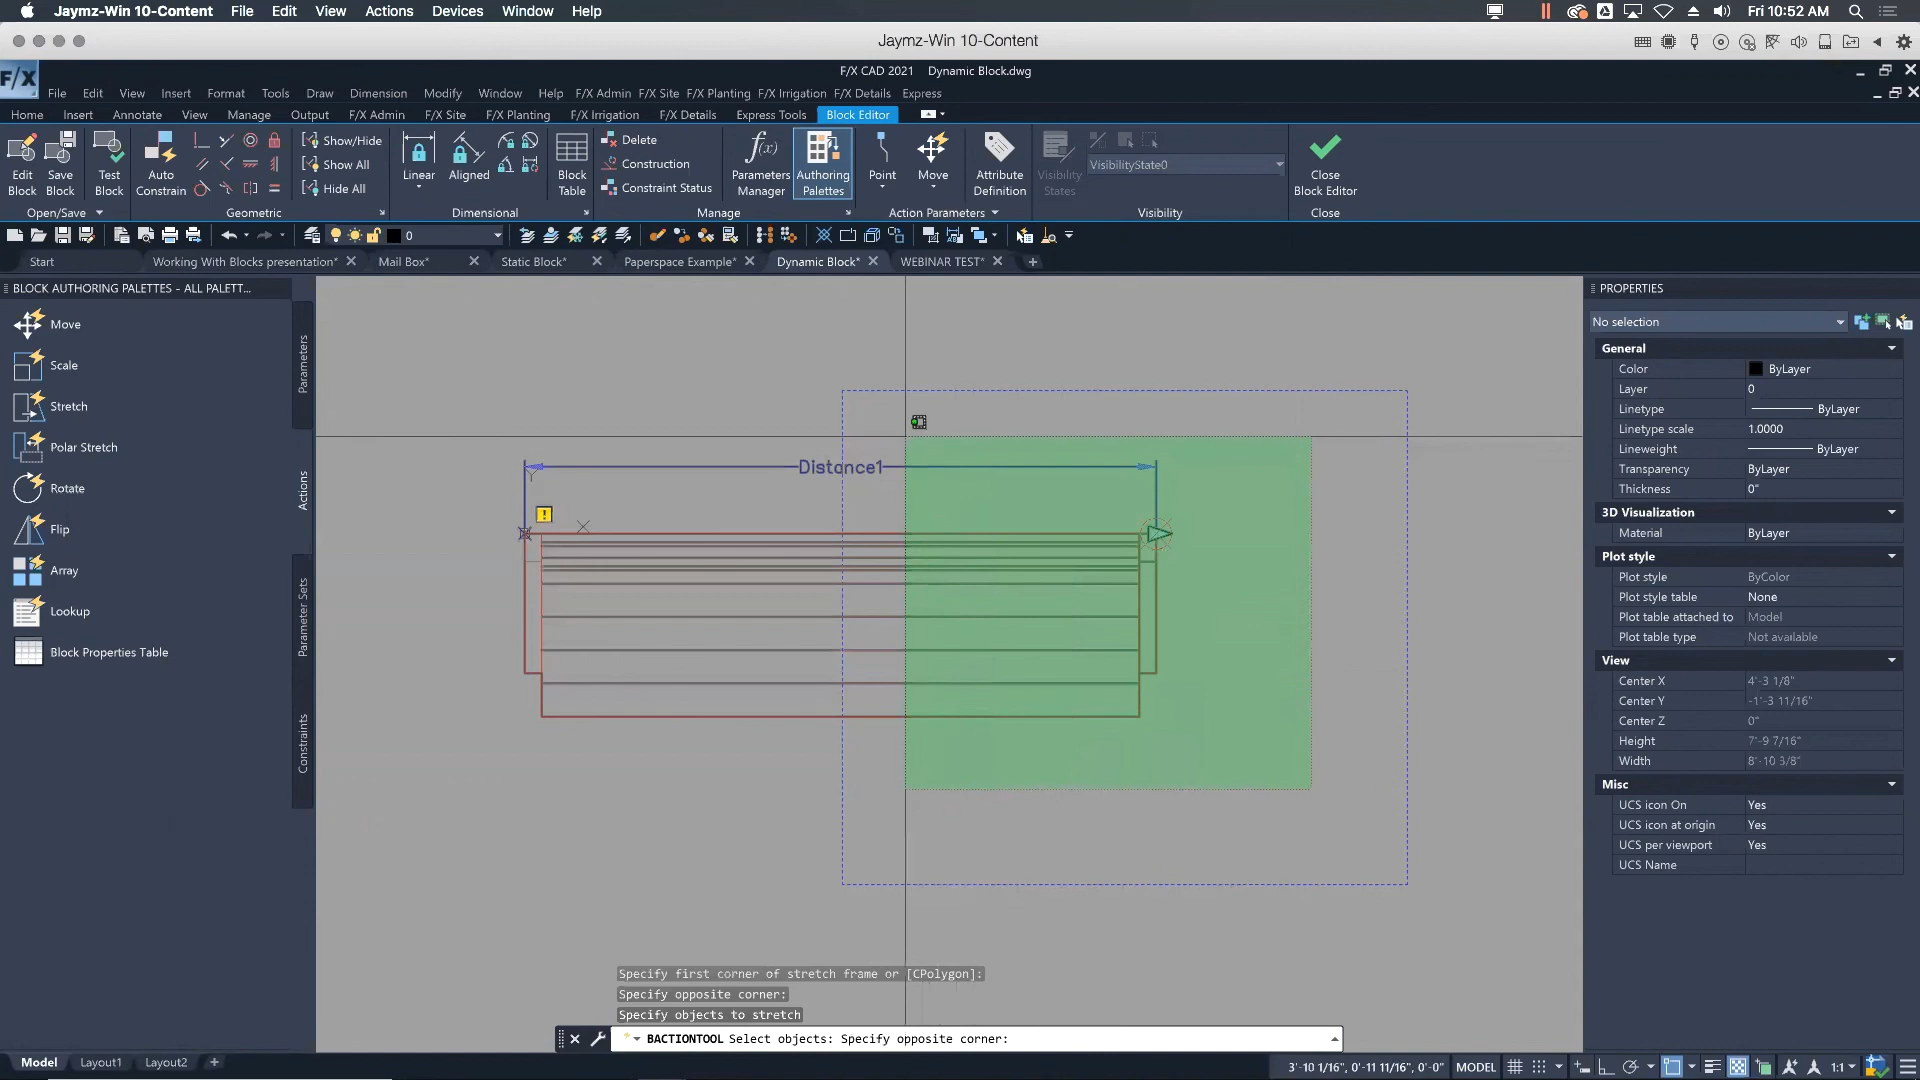 Jaymz-Win 10-Content File Edit View Actions Devices Window Help Fri 10:52 AM
Jaymz-Win 10-Content
F/X F/X CAD 2021 Dynamic Block.dwg
File Edit View Insert Format Tools Draw Dimension Modify Window Help F/X Admin F/X Site F/X Planting F/X Irrigation F/X Details Express
Home Insert Annotate View Manage Output F/X Admin F/X Site F/X Planting F/X Irrigation F/X Details Express Tools Block Editor
Edit Block
Save Block
Test Block
Auto Constrain
Show/Hide
Show All
Hide All
Linear
Aligned
Block Table
Delete
Construction
Constraint Status
Parameters Manager
Authoring Palettes
Point
Move
Attribute Definition
Visibility States
VisibilityState0
Close Block Editor
Open/Save Geometric Dimensional Manage Action Parameters Visibility Close
0
Start Working With Blocks presentation* Mail Box* Static Block* Paperspace Example* Dynamic Block* WEBINAR TEST*
BLOCK AUTHORING PALETTES - ALL PALETT...
Move
Scale
Stretch
Polar Stretch
Rotate
Flip
Array
Lookup
Block Properties Table
Parameters
Actions
Parameter Sets
Constraints
Distance1
Y
PROPERTIES
No selection
General
Color ByLayer
Layer 0
Linetype ByLayer
Linetype scale 1.0000
Lineweight ByLayer
Transparency ByLayer
Thickness 0"
3D Visualization
Material ByLayer
Plot style
Plot style ByColor
Plot style table None
Plot table attached to Model
Plot table type Not available
View
Center X 4'-3 1/8"
Center Y -1'-3 11/16"
Center Z 0"
Height 7'-9 7/16"
Width 8'-10 3/8"
Misc
UCS icon On Yes
UCS icon at origin Yes
UCS per viewport Yes
UCS Name
Specify first corner of stretch frame or [CPolygon]:
Specify opposite corner:
Specify objects to stretch
BACTIONTOOL Select objects: Specify opposite corner:
Model Layout1 Layout2 3'-10 1/16", 0'-11 11/16", 0'-0" MODEL 1:1